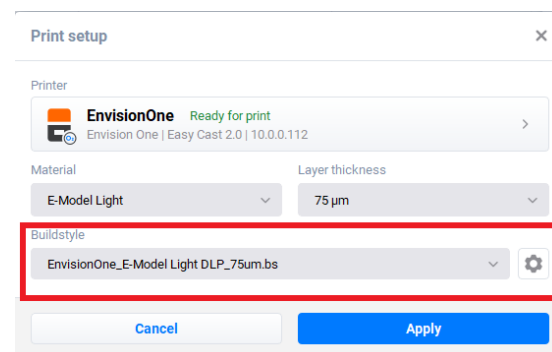 Print setup
Printer
EnvisionOne Ready for print
Envision One | Easy Cast 2.0 | 10.0.0.112
Material Layer thickness
E-Model Light 75 µm
Buildstyle
EnvisionOne_E-Model Light DLP_75um.bs
Cancel Apply